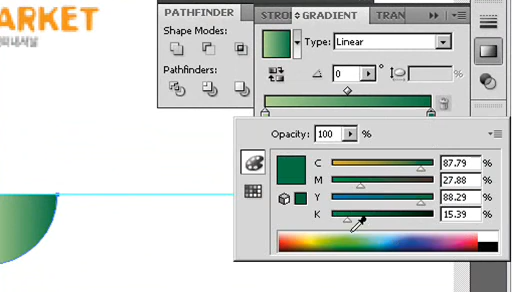 ARKET
PATHFINDER
Shape Modes:
Pathfinders:
STRO
GRADIENT
TRAN
Type: Linear
0 °
%
Opacity: 100 %
C 87.79 %
M 27.88 %
Y 88.29 %
K 15.39 %